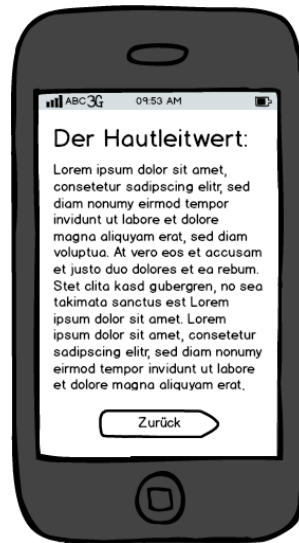 ABC 3G 09:53 AM
Der Hautleitwert:
Lorem ipsum dolor sit amet,
consetetur sadipscing elitr, sed
diam nonumy eirmod tempor
invidunt ut labore et dolore
magna aliquyam erat, sed diam
voluptua. At vero eos et accusam
et justo duo dolores et ea rebum.
Stet clita kasd gubergren, no sea
takimata sanctus est Lorem
ipsum dolor sit amet. Lorem
ipsum dolor sit amet, consetetur
sadipscing elitr, sed diam nonumy
eirmod tempor invidunt ut labore
et dolore magna aliquyam erat,
Zurück